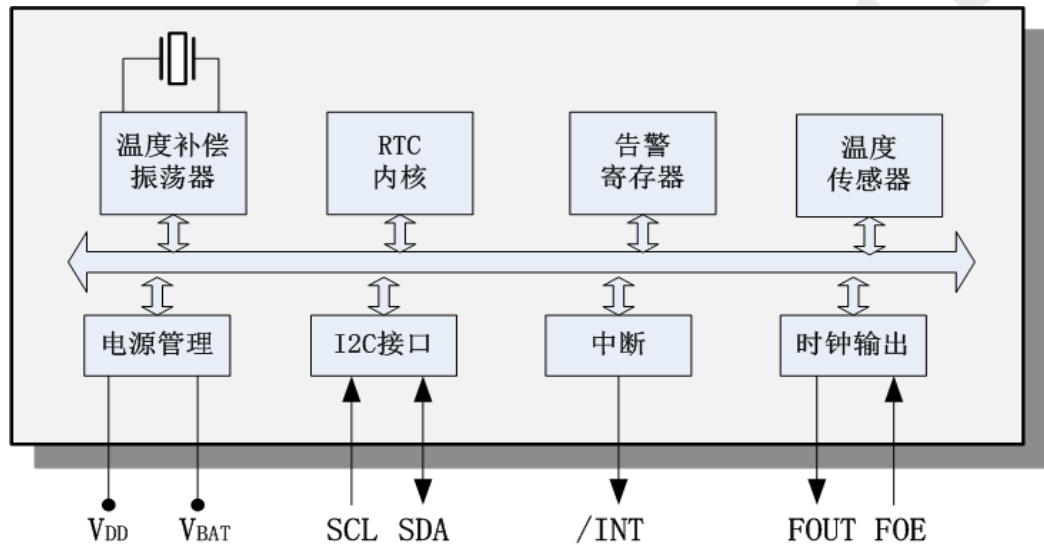 温度补偿
振荡器
RTC
内核
告警
寄存器
温度
传感器
电源管理
I2C接口
中断
时钟输出
VDD
VBAT
SCL
SDA
/INT
FOUT
FOE